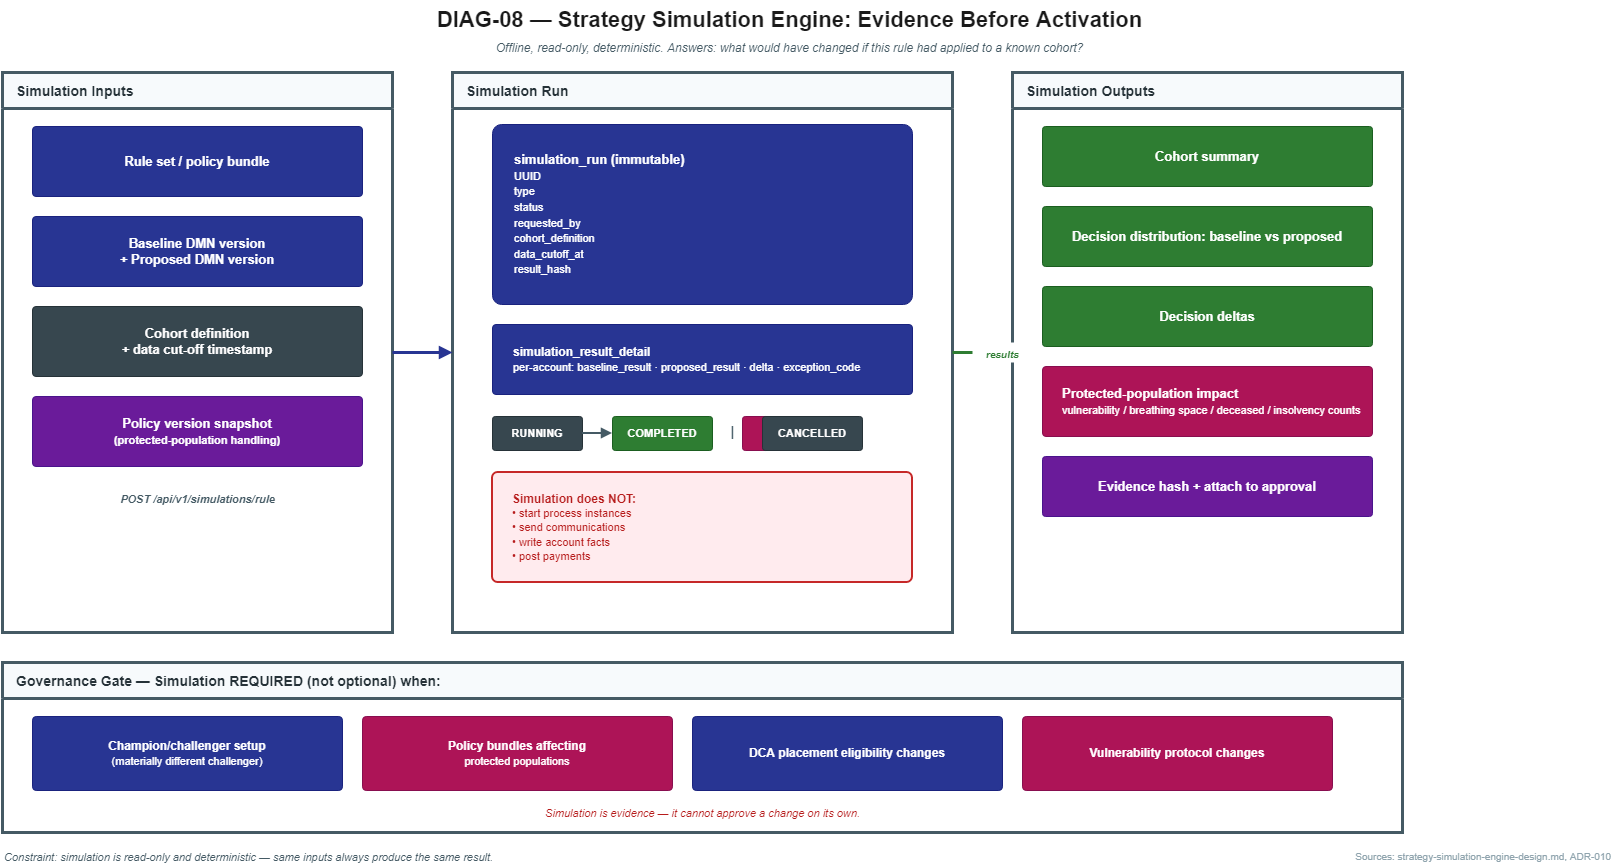 DIAG-08 — Strategy Simulation Engine: Evidence Before Activation
Offline, read-only, deterministic. Answers: what would have changed if this rule had applied to a known cohort?
Simulation Inputs
Rule set / policy bundle
Baseline DMN version
+ Proposed DMN version
Cohort definition
+ data cut-off timestamp
Policy version snapshot
(protected-population handling)
POST /api/v1/simulations/rule
Simulation Run
simulation_run (immutable)
UUID
type
status
requested_by
cohort_definition
data_cutoff_at
result_hash
simulation_result_detail
per-account: baseline_result · proposed_result · delta · exception_code
RUNNING
COMPLETED
|
CANCELLED
Simulation does NOT:
• start process instances
• send communications
• write account facts
• post payments
results
Simulation Outputs
Cohort summary
Decision distribution: baseline vs proposed
Decision deltas
Protected-population impact
vulnerability / breathing space / deceased / insolvency counts
Evidence hash + attach to approval
Governance Gate — Simulation REQUIRED (not optional) when:
Champion/challenger setup
(materially different challenger)
Policy bundles affecting
protected populations
DCA placement eligibility changes
Vulnerability protocol changes
Simulation is evidence — it cannot approve a change on its own.
Constraint: simulation is read-only and deterministic — same inputs always produce the same result.
Sources: strategy-simulation-engine-design.md, ADR-010